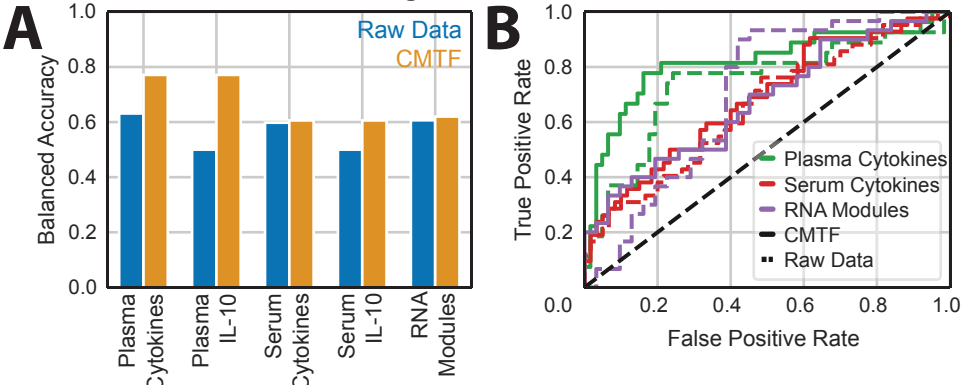 A
Raw Data
CMTF
Balanced Accuracy
1.0
0.8
0.6
0.4
0.2
0.0
Plasma
Cytokines
Plasma
IL-10
Serum
Cytokines
Serum
IL-10
RNA
Modules
B
True Positive Rate
1.0
0.8
0.6
0.4
0.2
0.0
0.2
0.4
0.6
0.8
1.0
False Positive Rate
Plasma Cytokines
Serum Cytokines
RNA Modules
CMTF
Raw Data